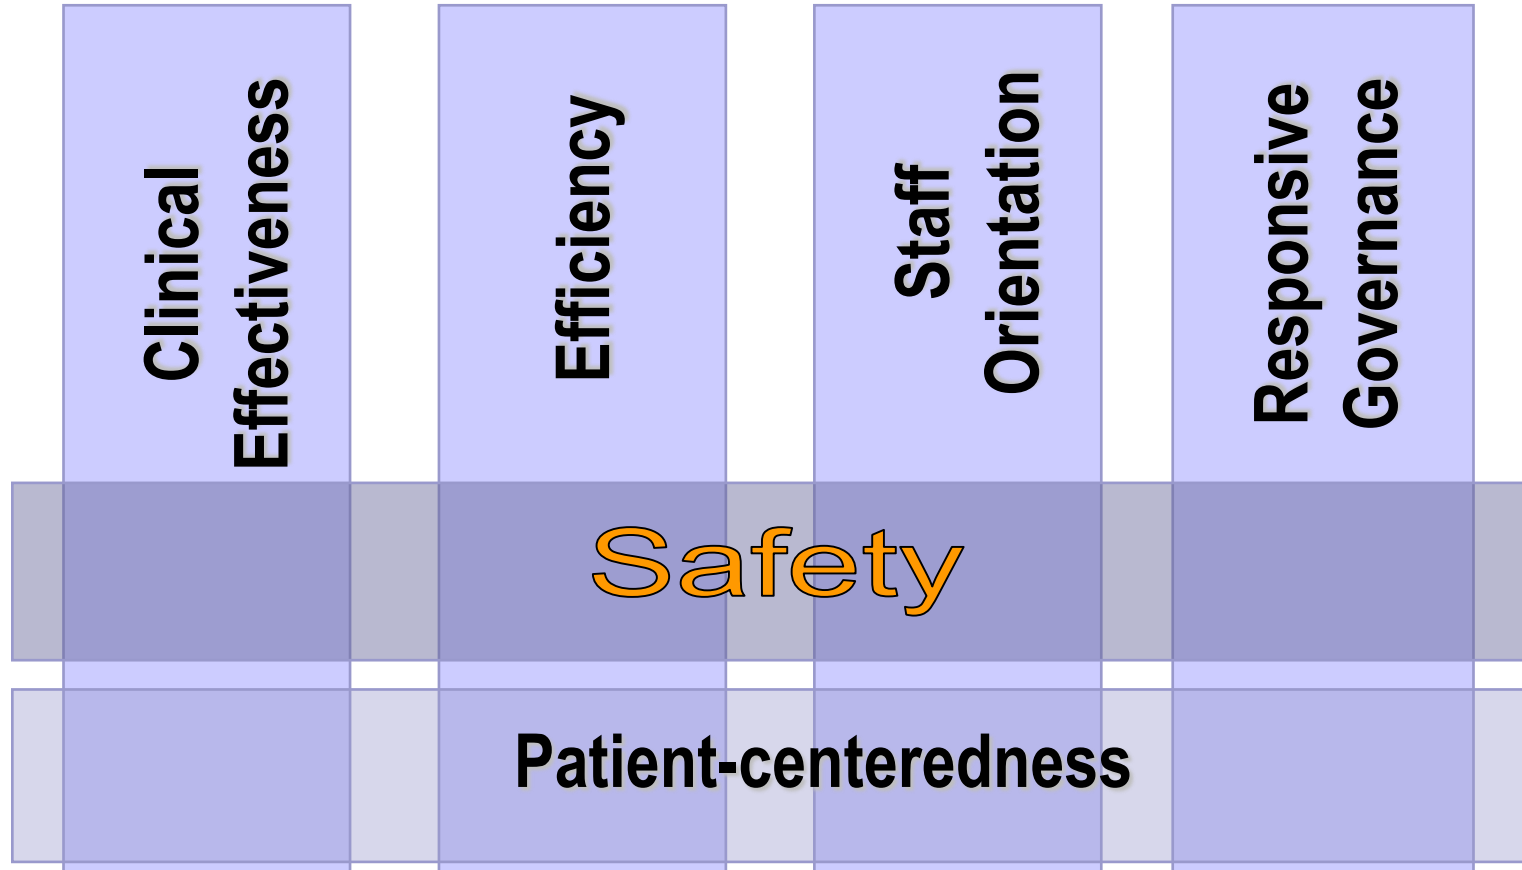 Clinical
Effectiveness
Efficiency
Staff
Orientation
Responsive
Governance
Safety
Patient-centeredness